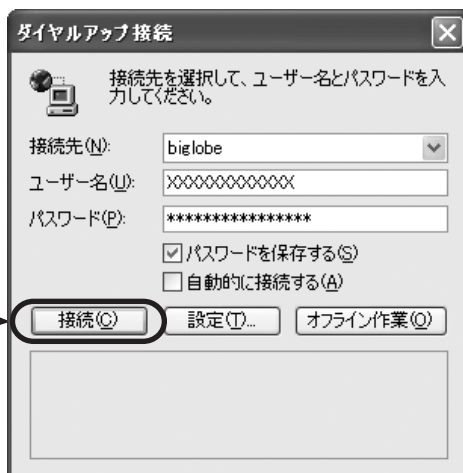 ダイヤルアップ接続
接続先を選択して、ユーザー名とパスワードを入
力してください。
接続先(N): biglobe
ユーザー名(U): XXXXXXXXXXXX
パスワード(P): ****************
パスワードを保存する(S)
自動的に接続する(A)
接続(C) 設定(T)... オフライン作業(O)